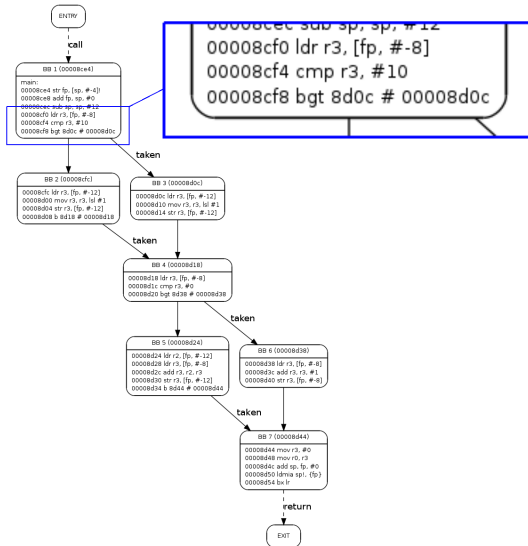 ENTRY
call
BB 1 (00008ce4)
main:
00008ce4 str fp, [sp, #-4]!
00008ce8 add fp, sp, #0
00008cec sub sp, sp, #12
00008cf0 ldr r3, [fp, #-8]
00008cf4 cmp r3, #10
00008cf8 bgt 8d0c # 00008d0c
00008cec sub sp, sp, #12
00008cf0 ldr r3, [fp, #-8]
00008cf4 cmp r3, #10
00008cf8 bgt 8d0c # 00008d0c
taken
BB 2 (00008cfc)
00008cfc ldr r3, [fp, #-12]
00008d00 mov r3, r3, lsl #1
00008d04 str r3, [fp, #-12]
00008d08 b 8d18 # 00008d18
BB 3 (00008d0c)
00008d0c ldr r3, [fp, #-12]
00008d10 mov r3, r3, lsl #1
00008d14 str r3, [fp, #-12]
taken
BB 4 (00008d18)
00008d18 ldr r3, [fp, #-8]
00008d1c cmp r3, #0
00008d20 bgt 8d38 # 00008d38
taken
BB 5 (00008d24)
00008d24 ldr r2, [fp, #-12]
00008d28 ldr r3, [fp, #-8]
00008d2c add r3, r2, r3
00008d30 str r3, [fp, #-12]
00008d34 b 8d44 # 00008d44
BB 6 (00008d38)
00008d38 ldr r3, [fp, #-8]
00008d3c add r3, r3, #1
00008d40 str r3, [fp, #-8]
taken
BB 7 (00008d44)
00008d44 mov r3, #0
00008d48 mov r0, r3
00008d4c add sp, fp, #0
00008d50 ldmia sp!, {fp}
00008d54 bx lr
return
EXIT